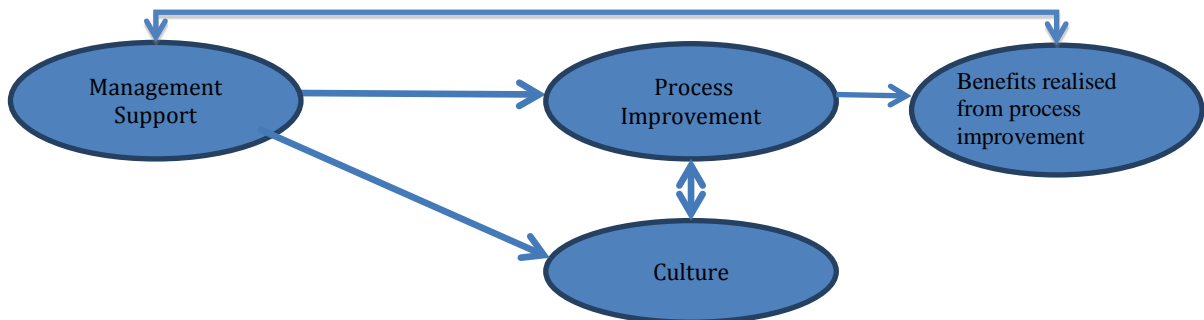 Management
Support
Process
Improvement
Benefits realised
from process
improvement
Culture